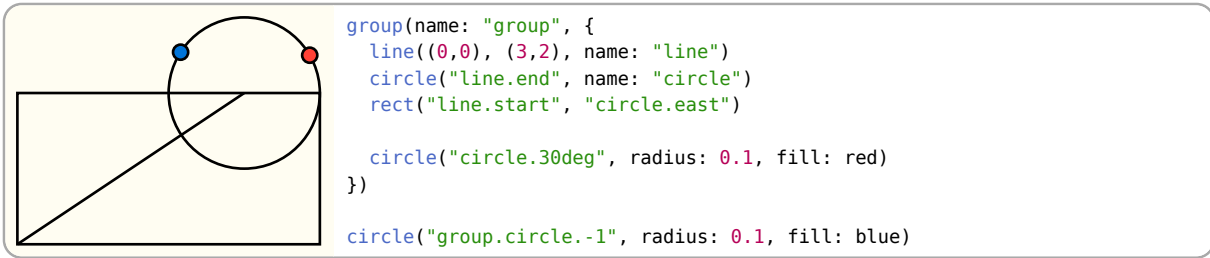 group(name: "group", {
  line((0,0), (3,2), name: "line")
  circle("line.end", name: "circle")
  rect("line.start", "circle.east")

  circle("circle.30deg", radius: 0.1, fill: red)
})

circle("group.circle.-1", radius: 0.1, fill: blue)